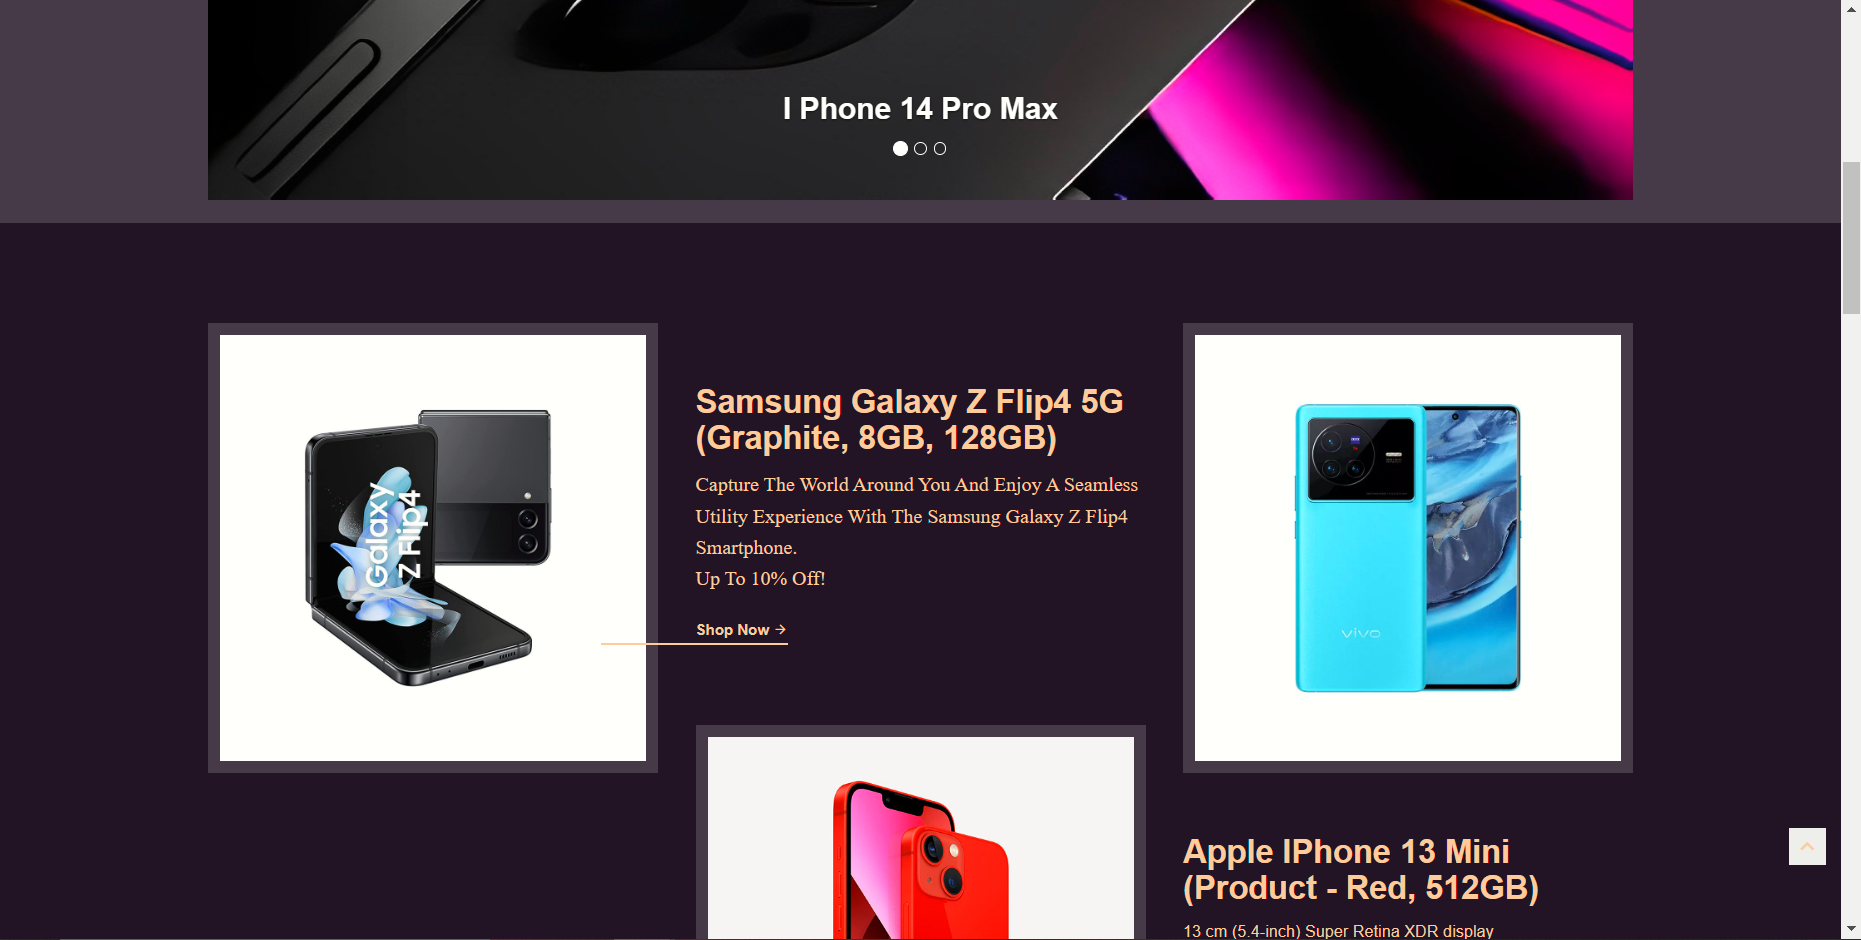 I Phone 14 Pro Max
Galaxy
Z Flip4
Samsung Galaxy Z Flip4 5G
(Graphite, 8GB, 128GB)
Capture The World Around You And Enjoy A Seamless
Utility Experience With The Samsung Galaxy Z Flip4
Smartphone.
Up To 10% Off!
Shop Now →
vivo
Apple IPhone 13 Mini
(Product - Red, 512GB)
13 cm (5.4-inch) Super Retina XDR display